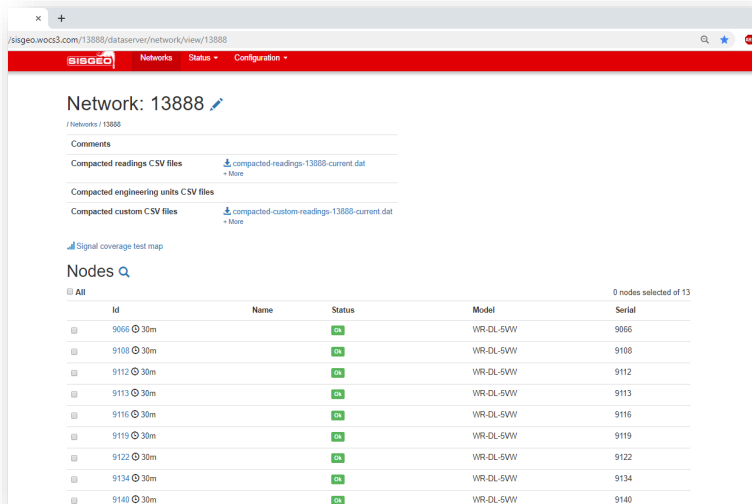 × +
/sisgeo.wocs3.com/13888/dataserver/network/view/13888
SISGEO Networks Status Configuration
Network: 13888
/ Networks / 13888
Comments
Compacted readings CSV files compacted-readings-13888-current.dat
+ More
Compacted engineering units CSV files
Compacted custom CSV files compacted-custom-readings-13888-current.dat
+ More
Signal coverage test map
Nodes
All 0 nodes selected of 13
Id Name Status Model Serial
9066 30m Ok WR-DL-5VW 9066
9108 30m Ok WR-DL-5VW 9108
9112 30m Ok WR-DL-5VW 9112
9113 30m Ok WR-DL-5VW 9113
9116 30m Ok WR-DL-5VW 9116
9119 30m Ok WR-DL-5VW 9119
9122 30m Ok WR-DL-5VW 9122
9134 30m Ok WR-DL-5VW 9134
9140 30m Ok WR-DL-5VW 9140